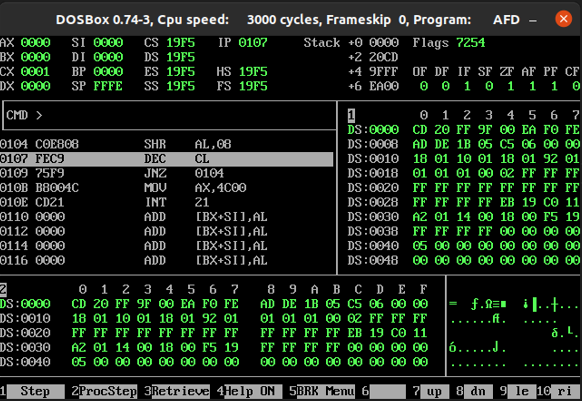 DOSBox 0.74-3, Cpu speed: 3000 cycles, Frameskip 0, Program: AFD
AX 0000 SI 0000 CS 19F5 IP 0107 Stack +0 0000 Flags 7254
BX 0000 DI 0000 DS 19F5 +2 20CD
CX 0001 BP 0000 ES 19F5 HS 19F5 +4 9FFF OF DF IF SF ZF AF PF CF
DX 0000 SP FFFE SS 19F5 FS 19F5 +6 EA00 0 0 1 0 1 1 1 0
CMD >
1 0 1 2 3 4 5 6 7
DS:0000 CD 20 FF 9F 00 EA F0 FE
0104 C0E808 SHR AL,08
DS:0008 AD DE 1B 05 C5 06 00 00
0107 FEC9 DEC CL
DS:0010 18 01 10 01 18 01 92 01
0109 75F9 JNZ 0104
DS:0018 01 01 01 00 02 FF FF FF
010B B8004C MOV AX,4C00
DS:0020 FF FF FF FF FF FF FF FF
010E CD21 INT 21
DS:0028 FF FF FF FF EB 19 C0 11
0110 0000 ADD [BX+SI],AL
DS:0030 A2 01 14 00 18 00 F5 19
0112 0000 ADD [BX+SI],AL
DS:0038 FF FF FF FF 00 00 00 00
0114 0000 ADD [BX+SI],AL
DS:0040 05 00 00 00 00 00 00 00
0116 0000 ADD [BX+SI],AL
DS:0048 00 00 00 00 00 00 00 00
2 0 1 2 3 4 5 6 7 8 9 A B C D E F
DS:0000 CD 20 FF 9F 00 EA F0 FE AD DE 1B 05 C5 06 00 00
DS:0010 18 01 10 01 18 01 92 01 01 01 01 00 02 FF FF FF
DS:0020 FF FF FF FF FF FF FF FF FF FF FF FF EB 19 C0 11
DS:0030 A2 01 14 00 18 00 F5 19 FF FF FF FF 00 00 00 00
DS:0040 05 00 00 00 00 00 00 00 00 00 00 00 00 00 00 00
1 Step 2ProcStep 3Retrieve 4Help ON 5BRK Menu 6 7 up 8 dn 9 le 10 ri